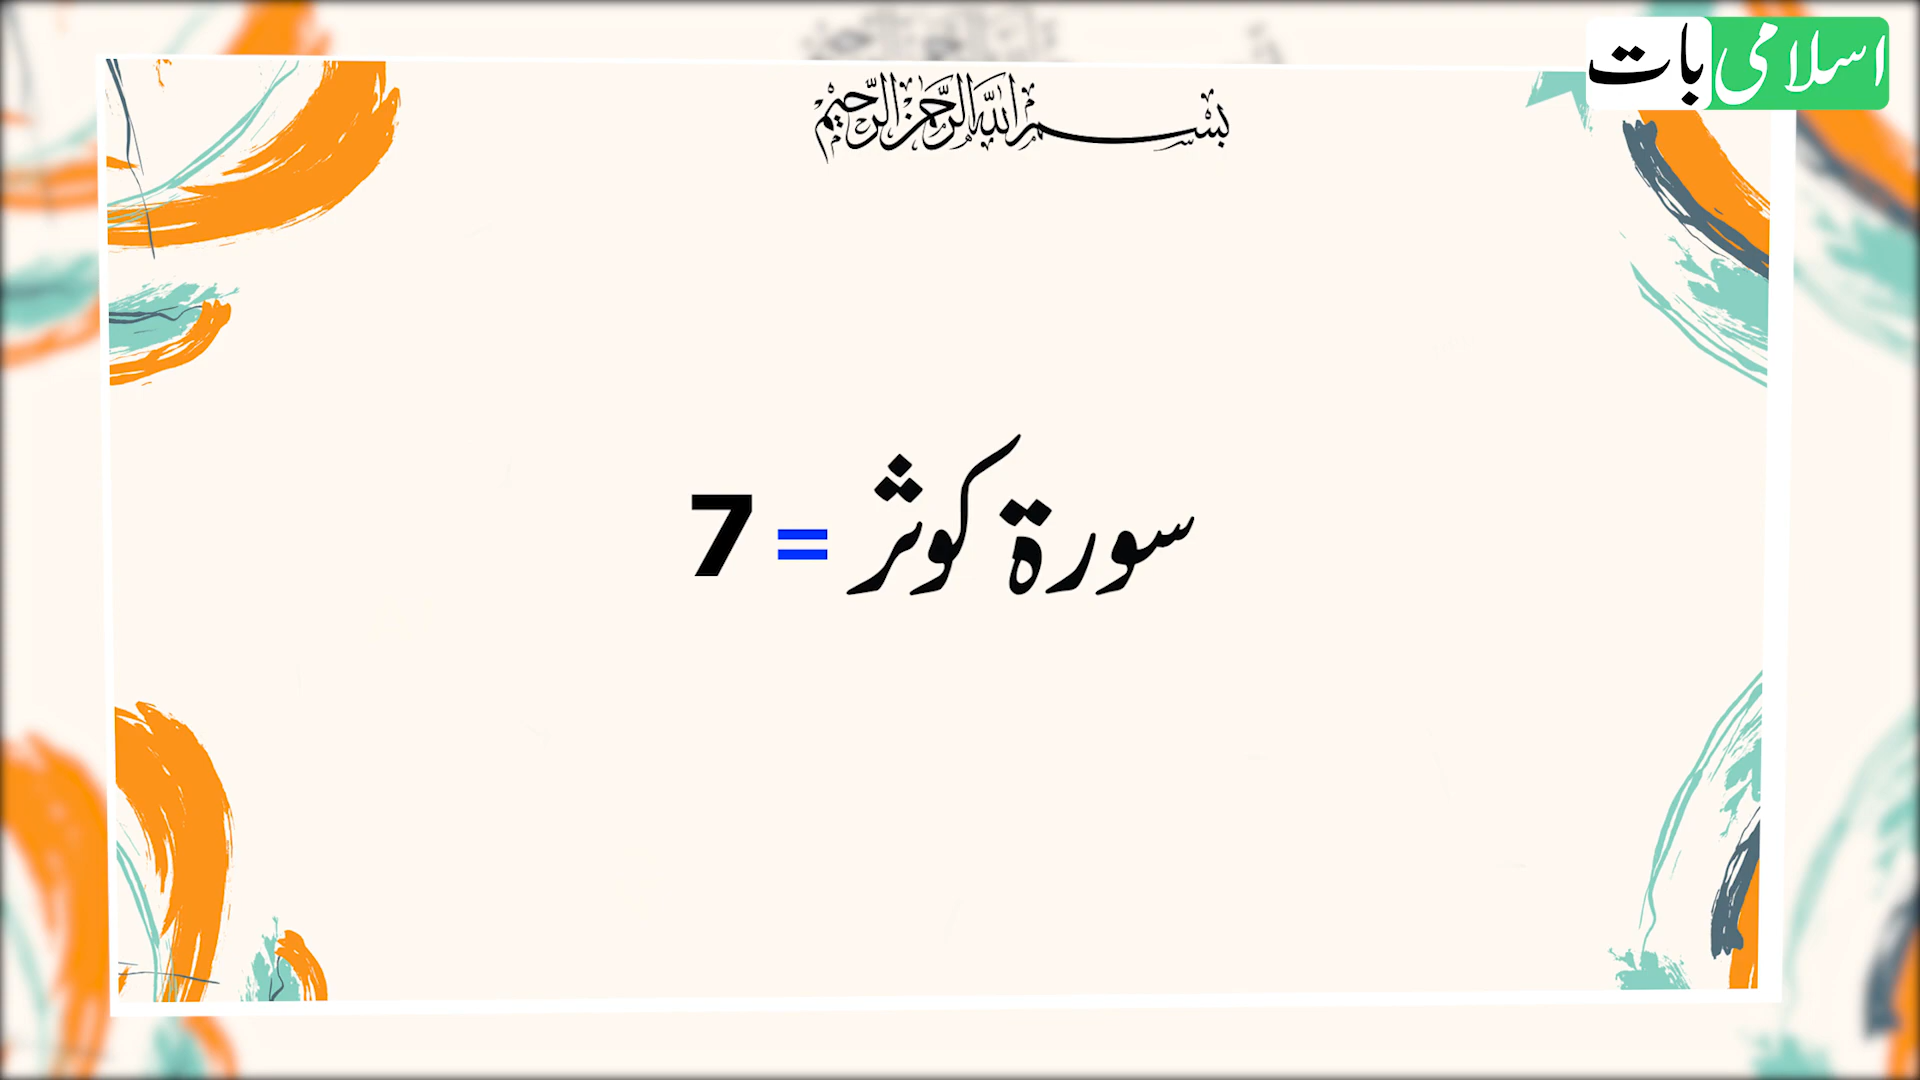 اسلامی بات
بسم الله الرحمن الرحيم
سورۃ کوثر = 7